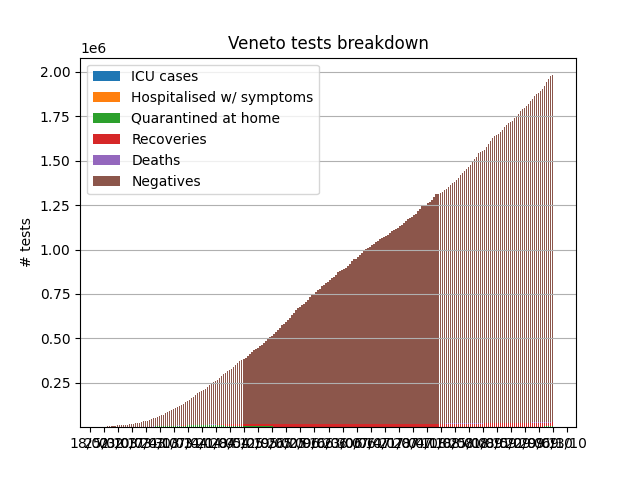 Veneto tests breakdown
1e6
2.00
1.75
1.50
1.25
1.00
0.75
0.50
0.25
# tests
ICU cases
Hospitalised w/ symptoms
Quarantined at home
Recoveries
Deaths
Negatives